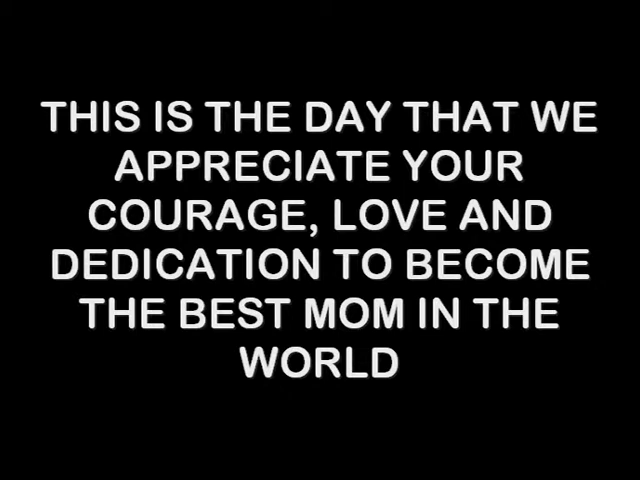 THIS IS THE DAY THAT WE
APPRECIATE YOUR
COURAGE, LOVE AND
DEDICATION TO BECOME
THE BEST MOM IN THE
WORLD